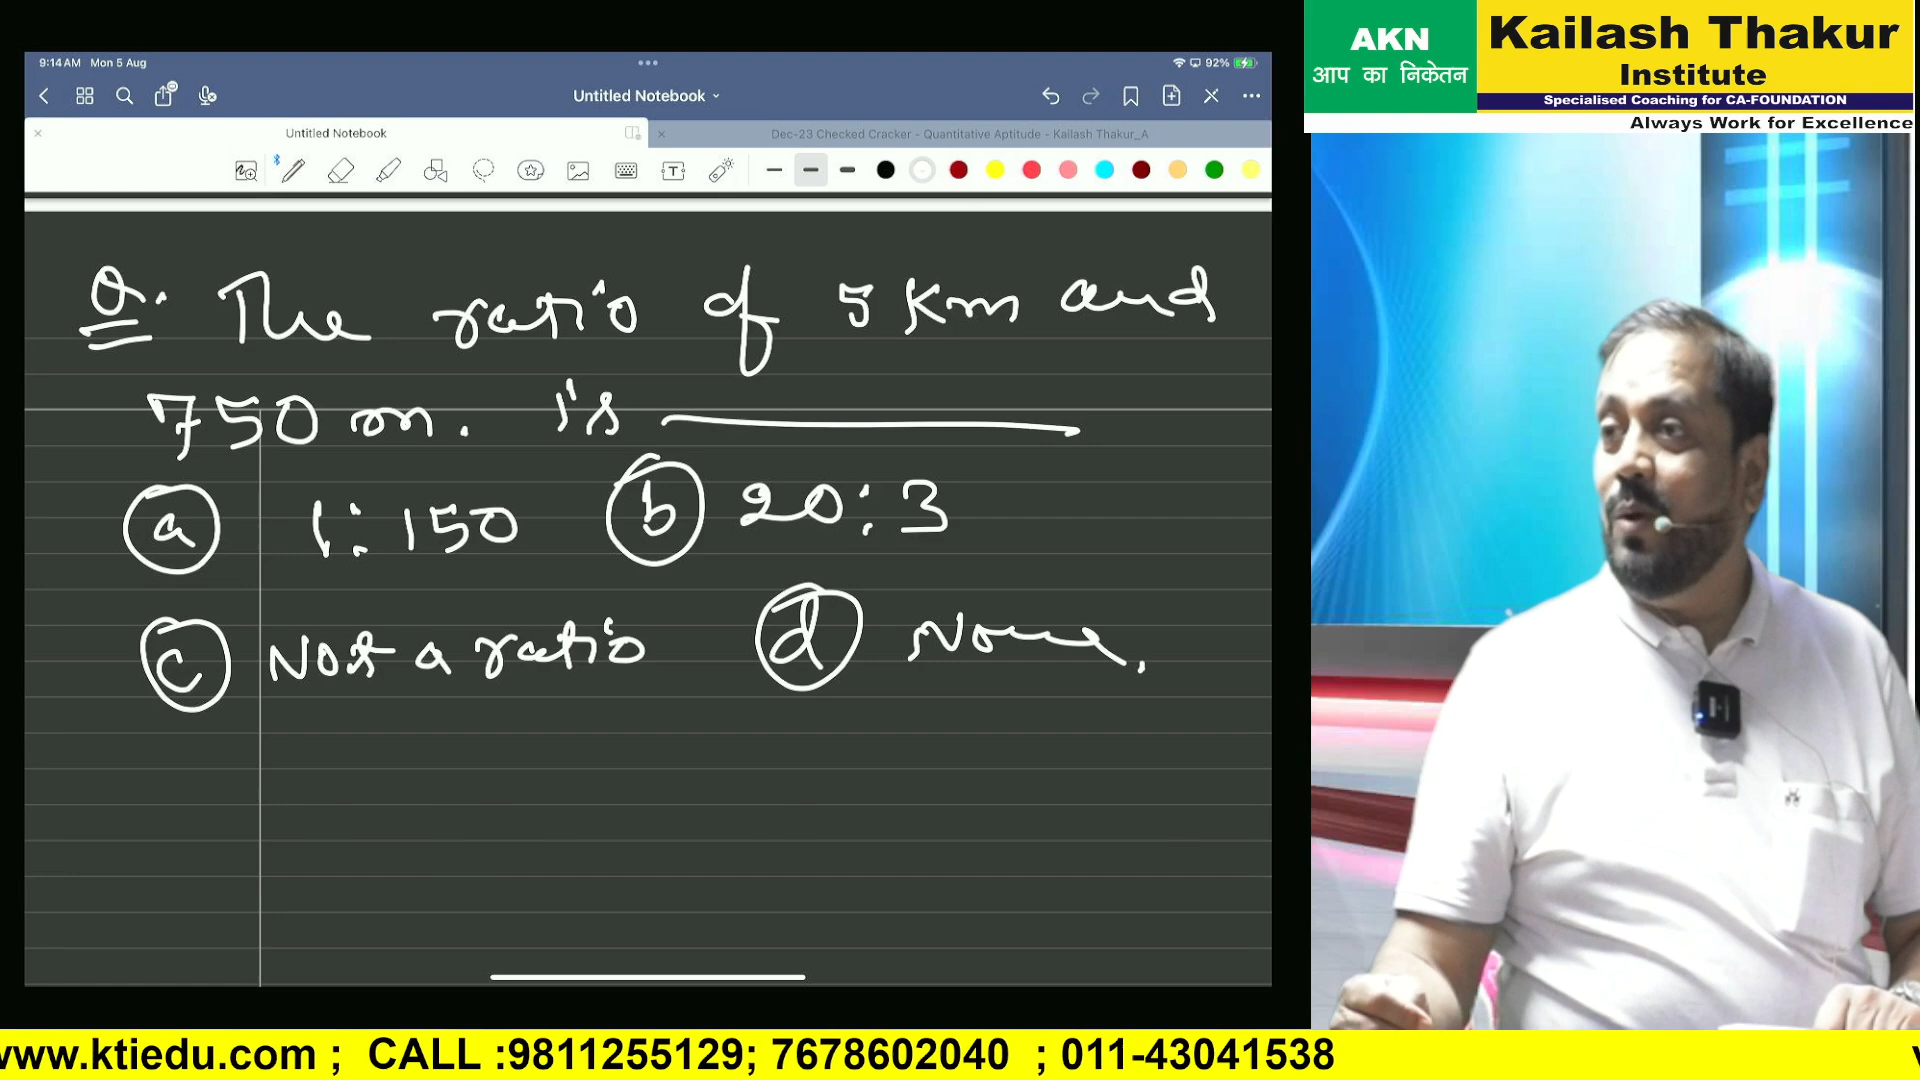 9:14 AM Mon 5 Aug
92%
Untitled Notebook
Untitled Notebook
Dec-23 Checked Cracker - Quantitative Aptitude - Kailash Thakur_A
Q. The ratio of 5 Km and
750 m. is
a 1:150 b 20:3
c Not a ratio d None.
AKN
आप का निकेतन
Kailash Thakur
Institute
Specialised Coaching for CA-FOUNDATION
Always Work for Excellence
www.ktiedu.com ; CALL :9811255129; 7678602040 ; 011-43041538